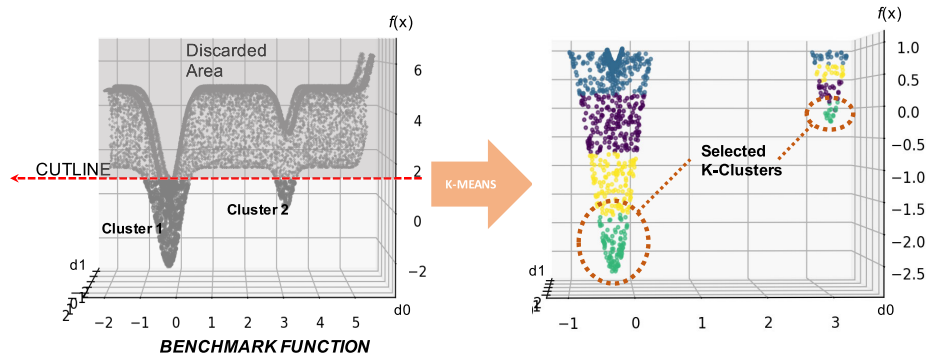 f(x)
Discarded
Area
6
4
2
0
−2
CUTLINE
Cluster 1
Cluster 2
d1
d0
−2 −1 0 1 2 3 4 5
BENCHMARK FUNCTION
K-MEANS
f(x)
1.0
0.5
0.0
−0.5
−1.0
−1.5
−2.0
−2.5
Selected
K-Clusters
d1
d0
−1 0 1 2 3